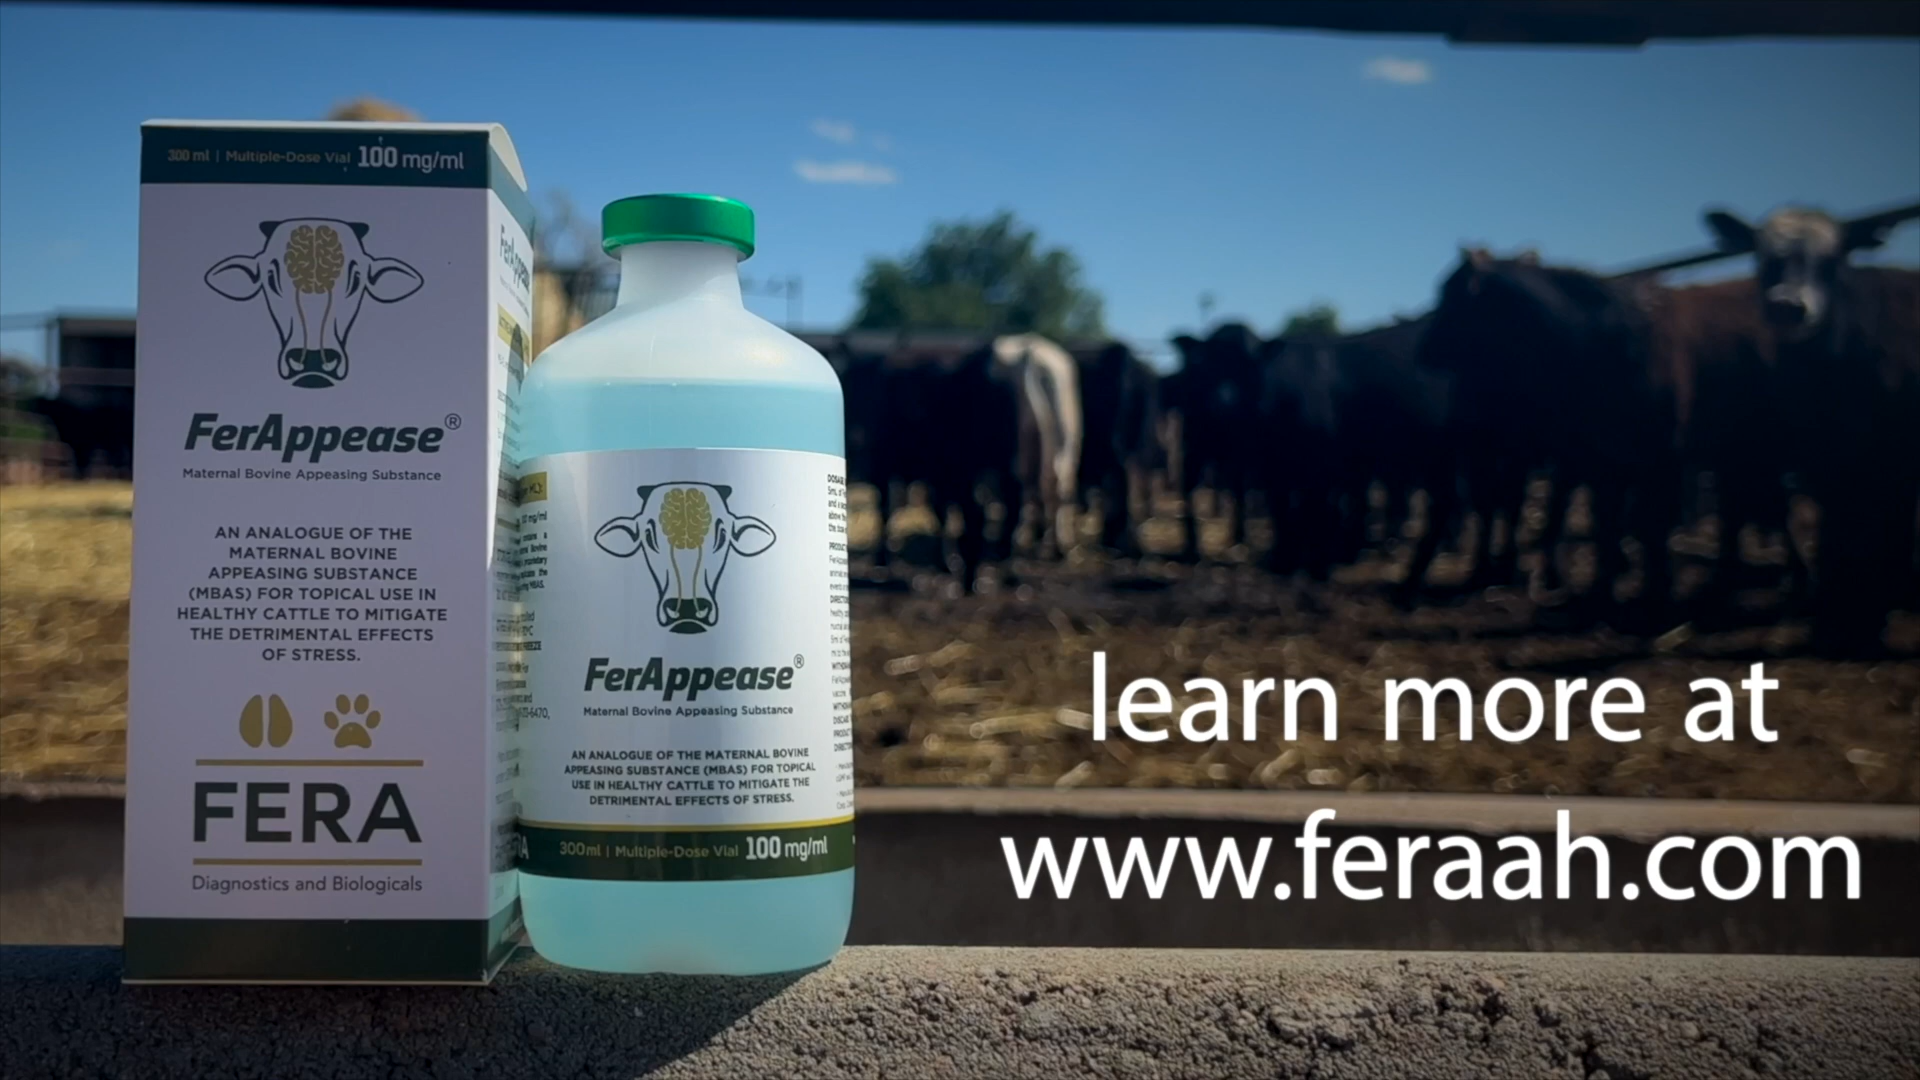 300 ml | Multiple-Dose Vial 100 mg/ml
FerAppease®
Maternal Bovine Appeasing Substance
AN ANALOGUE OF THE
MATERNAL BOVINE
APPEASING SUBSTANCE
(MBAS) FOR TOPICAL USE IN
HEALTHY CATTLE TO MITIGATE
THE DETRIMENTAL EFFECTS
OF STRESS.
FERA
Diagnostics and Biologicals
FerAppease
FerAppease®
Maternal Bovine Appeasing Substance
AN ANALOGUE OF THE MATERNAL BOVINE
APPEASING SUBSTANCE (MBAS) FOR TOPICAL
USE IN HEALTHY CATTLE TO MITIGATE THE
DETRIMENTAL EFFECTS OF STRESS.
300ml | Multiple-Dose Vial 100 mg/ml
learn more at
www.feraah.com